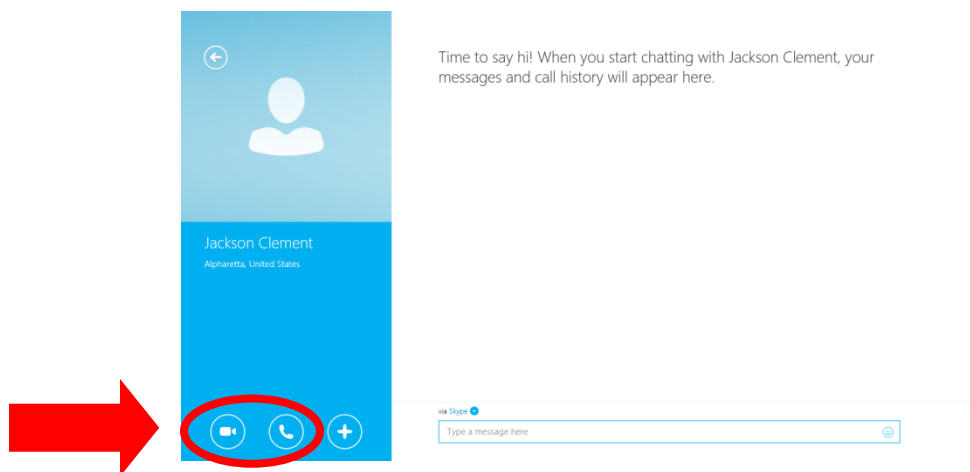 Time to say hi! When you start chatting with Jackson Clement, your
messages and call history will appear here.
Jackson Clement
Alpharetta, United States
via Skype
Type a message here